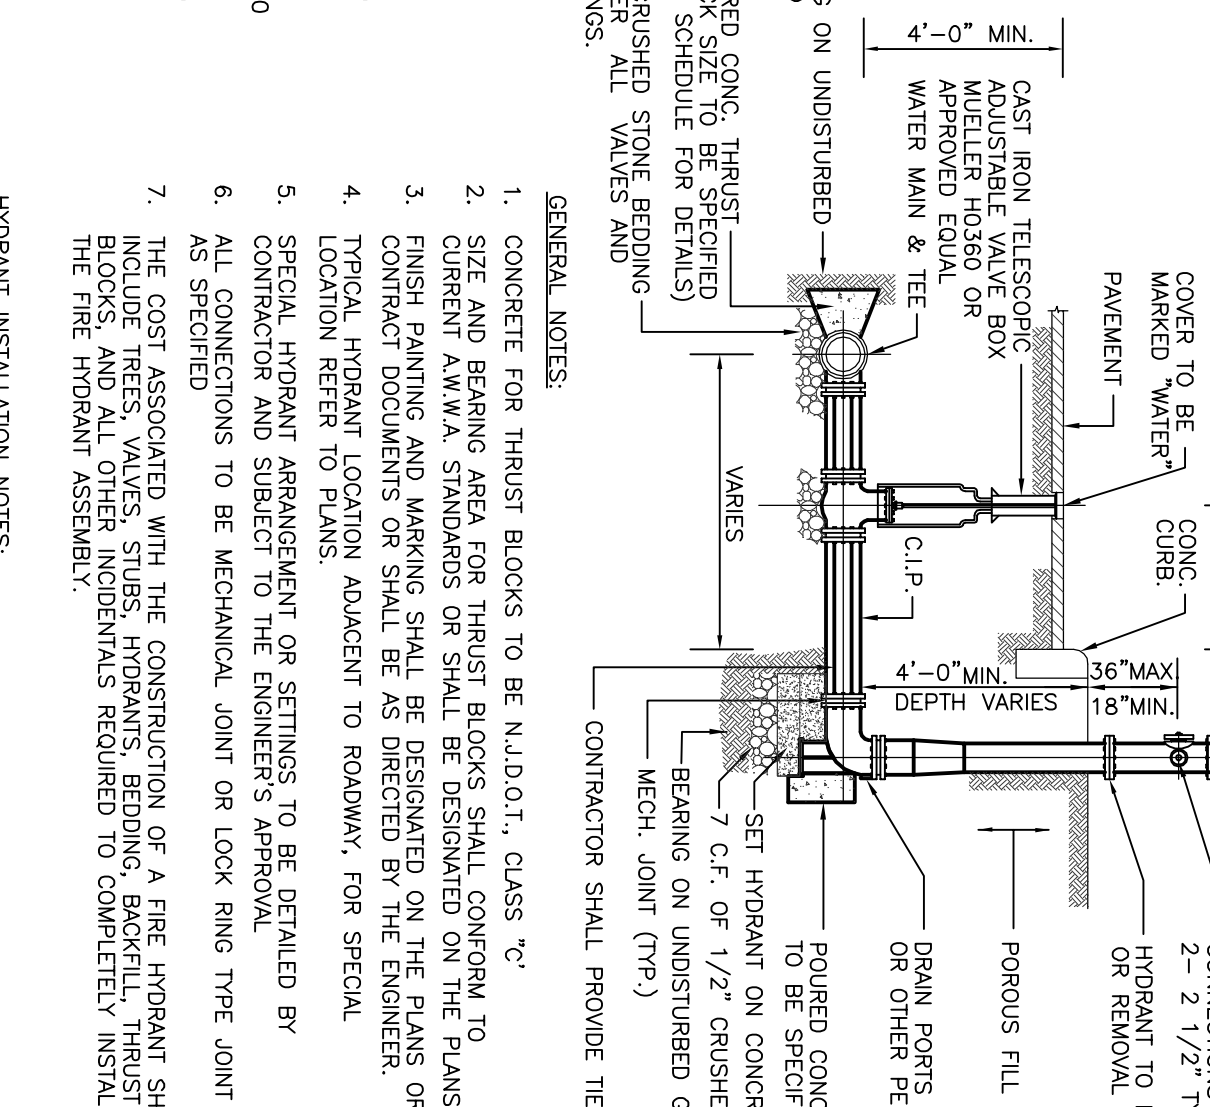 COVER TO BE
MARKED "WATER"
PAVEMENT
CONC.
CURB.
CAST IRON TELESCOPIC
ADJUSTABLE VALVE BOX
MUELLER HO360 OR
APPROVED EQUAL
WATER MAIN & TEE
4'-0" MIN.
ON UNDISTURBED
CONC. THRUST
SIZE TO BE SPECIFIED
SCHEDULE FOR DETAILS)
CRUSHED STONE BEDDING
ALL VALVES AND
VARIES
C.I.P.
4'-0"MIN.
DEPTH VARIES
36"MAX
18"MIN.
2- 2 1/2"
HYDRANT TO
OR REMOVAL
POROUS FILL
DRAIN PORTS
OR OTHER
POURED
TO BE
SET HYDRANT ON
7 C.F. OF 1/2"
BEARING ON UNDISTURBED
MECH. JOINT (TYP.)
CONTRACTOR SHALL PROVIDE TIE
GENERAL NOTES:
1. CONCRETE FOR THRUST BLOCKS TO BE N.J.D.O.T., CLASS "C'
2. SIZE AND BEARING AREA FOR THRUST BLOCKS SHALL CONFORM TO
CURRENT A.W.W.A. STANDARDS OR SHALL BE DESIGNATED ON THE PLANS
3. FINISH PAINTING AND MARKING SHALL BE DESIGNATED ON THE PLANS OR
CONTRACT DOCUMENTS OR SHALL BE AS DIRECTED BY THE ENGINEER.
4. TYPICAL HYDRANT LOCATION ADJACENT TO ROADWAY, FOR SPECIAL
LOCATION REFER TO PLANS.
5. SPECIAL HYDRANT ARRANGEMENT OR SETTINGS TO BE DETAILED BY
CONTRACTOR AND SUBJECT TO THE ENGINEER'S APPROVAL
6. ALL CONNECTIONS TO BE MECHANICAL JOINT OR LOCK RING TYPE JOINT
AS SPECIFIED
7. THE COST ASSOCIATED WITH THE CONSTRUCTION OF A FIRE HYDRANT SH
INCLUDE TREES, VALVES, STUBS, HYDRANTS, BEDDING, BACKFILL, THRUST
BLOCKS, AND ALL OTHER INCIDENTALS REQUIRED TO COMPLETELY INSTAL
THE FIRE HYDRANT ASSEMBLY.
HYDRANT INSTALLATION NOTES: